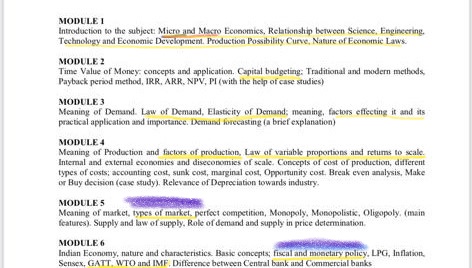 MODULE 1
Introduction to the subject: Micro and Macro Economics, Relationship between Science, Engineering,
Technology and Economic Development. Production Possibility Curve, Nature of Economic Laws.
MODULE 2
Time Value of Money: concepts and application. Capital budgeting; Traditional and modern methods,
Payback period method, IRR, ARR, NPV, PI (with the help of case studies)
MODULE 3
Meaning of Demand. Law of Demand, Elasticity of Demand; meaning, factors effecting it and its
practical application and importance. Demand forecasting (a brief explanation)
MODULE 4
Meaning of Production and factors of production, Law of variable proportions and returns to scale.
Internal and external economies and diseconomies of scale. Concepts of cost of production, different
types of costs; accounting cost, sunk cost, marginal cost, Opportunity cost. Break even analysis, Make
or Buy decision (case study). Relevance of Depreciation towards industry.
MODULE 5
Meaning of market, types of market, perfect competition, Monopoly, Monopolistic, Oligopoly. (main
features). Supply and law of supply, Role of demand and supply in price determination.
MODULE 6
Indian Economy, nature and characteristics. Basic concepts; fiscal and monetary policy, LPG, Inflation,
Sensex, GATT, WTO and IMF. Difference between Central bank and Commercial banks